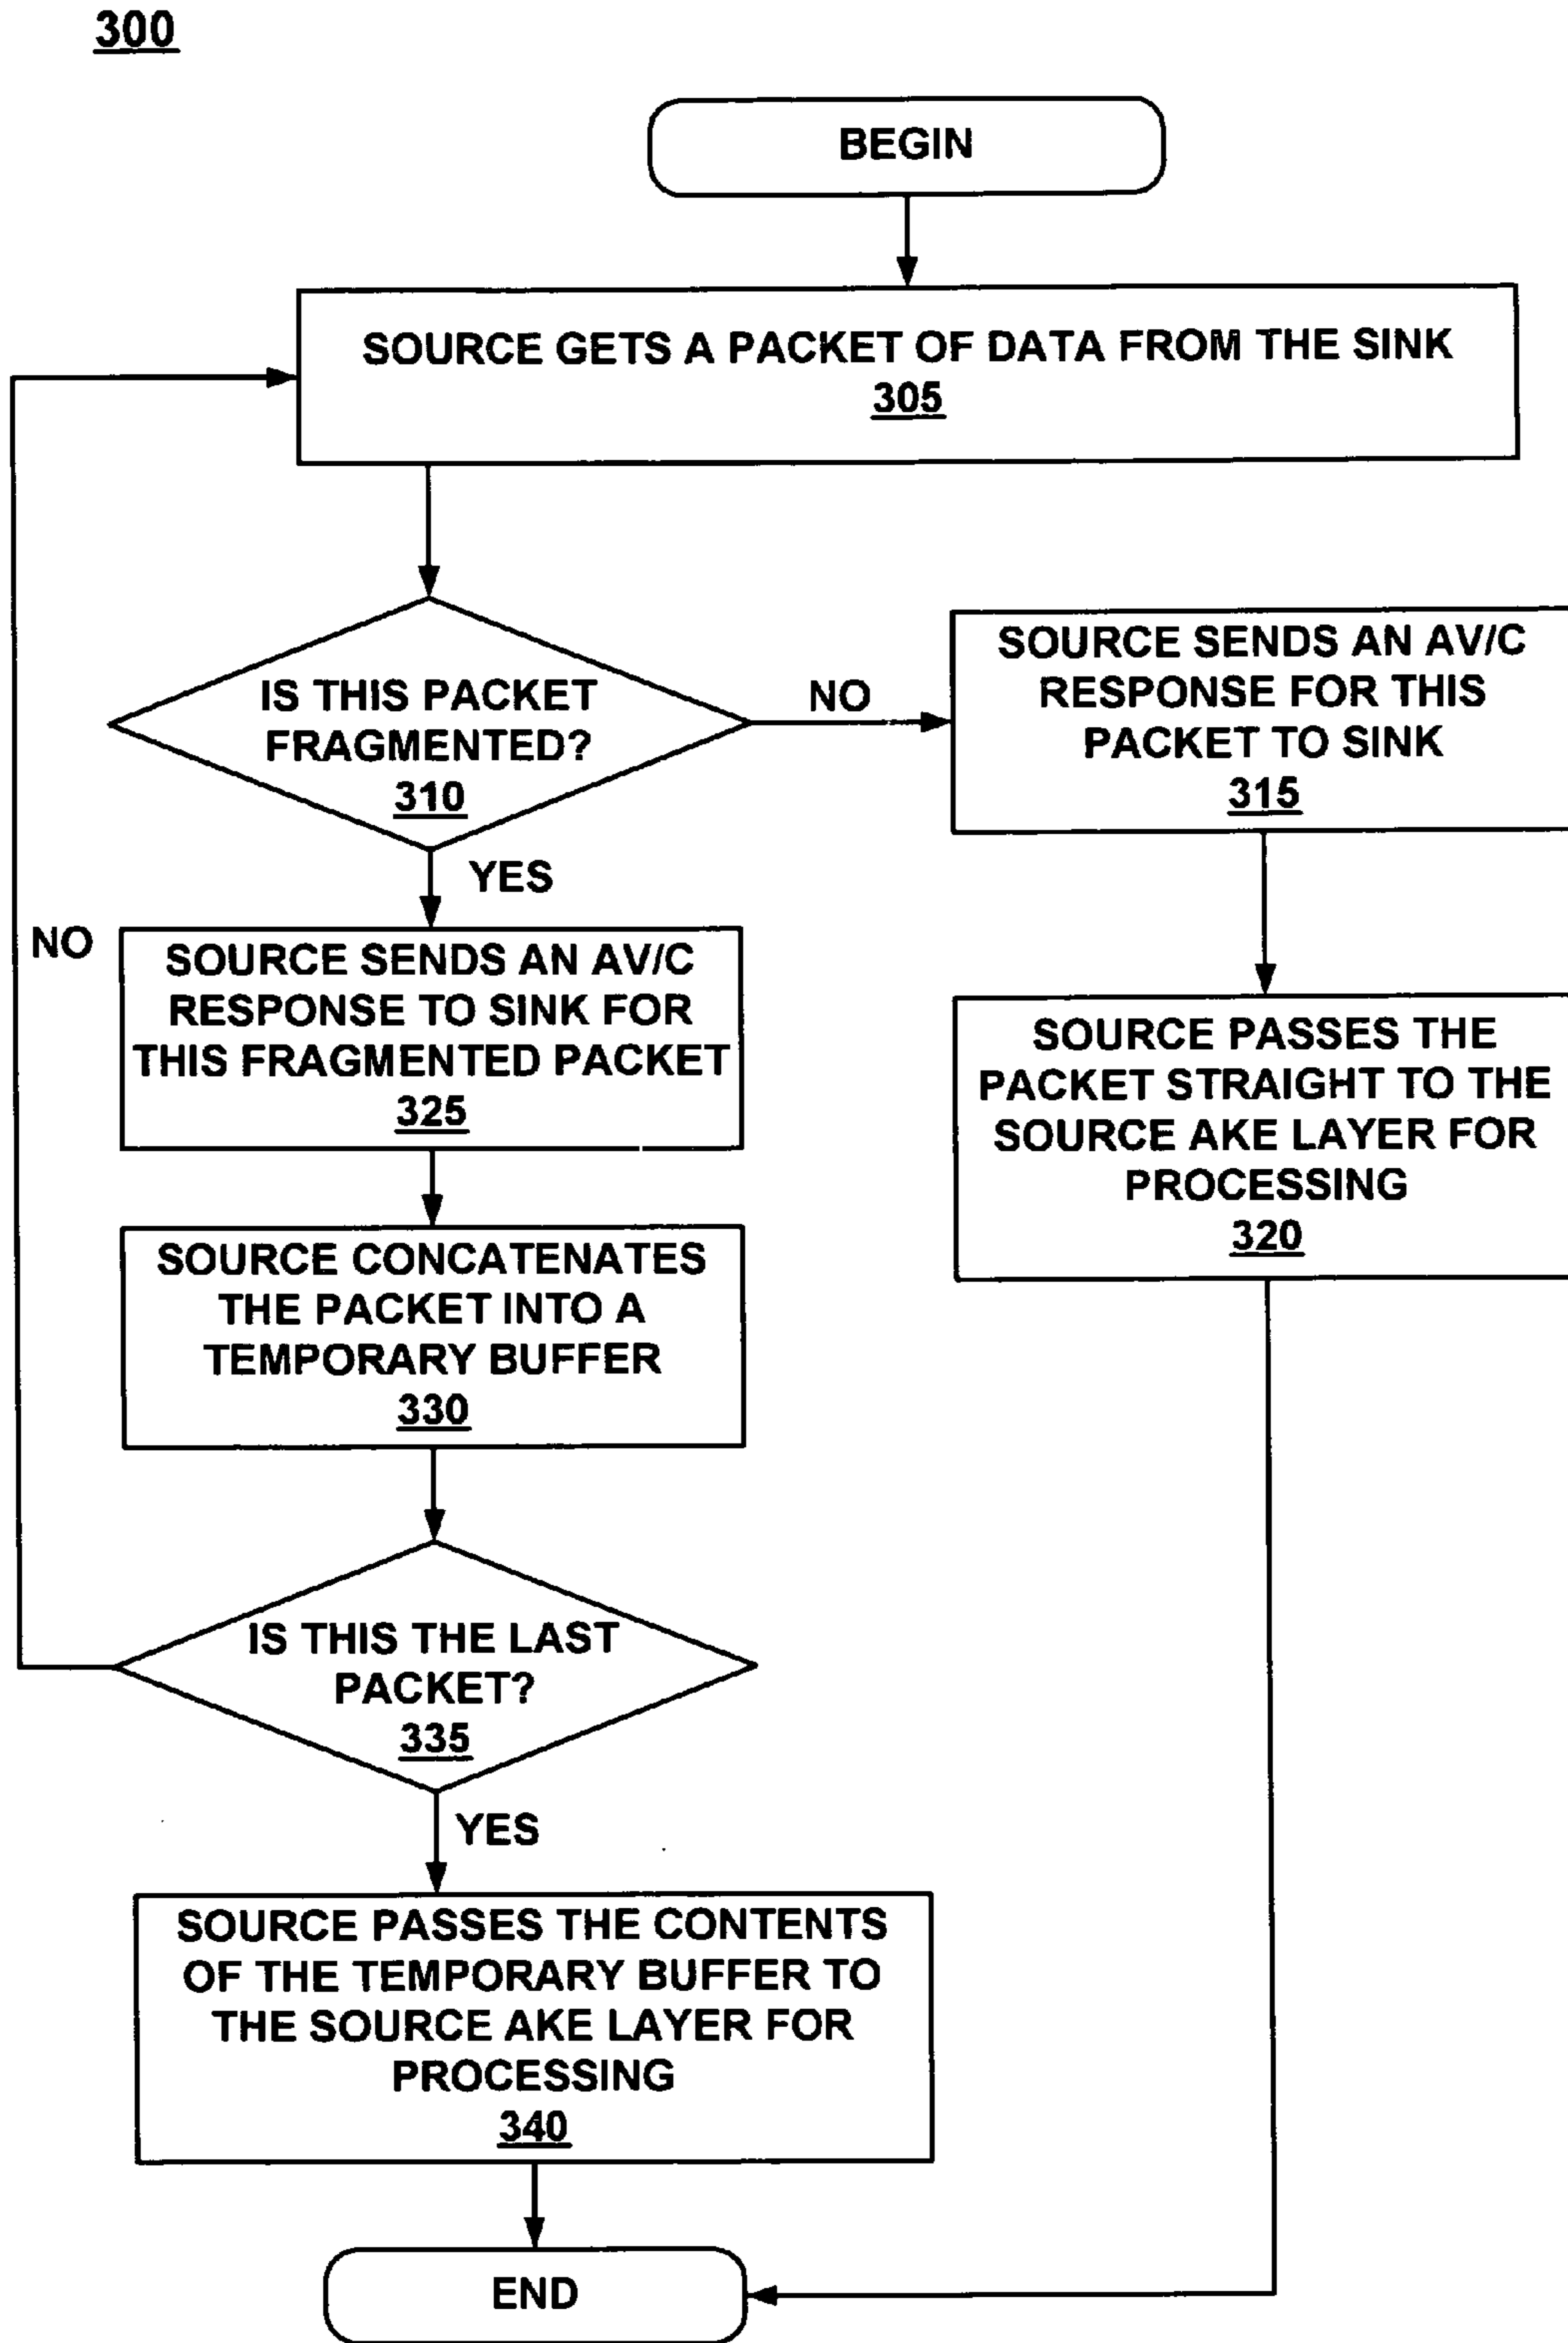 300
BEGIN
SOURCE GETS A PACKET OF DATA FROM THE SINK
305
IS THIS PACKET
FRAGMENTED?
310
NO
SOURCE SENDS AN AV/C
RESPONSE FOR THIS
PACKET TO SINK
315
YES
NO
SOURCE SENDS AN AV/C
RESPONSE TO SINK FOR
THIS FRAGMENTED PACKET
325
SOURCE PASSES THE
PACKET STRAIGHT TO THE
SOURCE AKE LAYER FOR
PROCESSING
320
SOURCE CONCATENATES
THE PACKET INTO A
TEMPORARY BUFFER
330
IS THIS THE LAST
PACKET?
335
YES
SOURCE PASSES THE CONTENTS
OF THE TEMPORARY BUFFER TO
THE SOURCE AKE LAYER FOR
PROCESSING
340
END